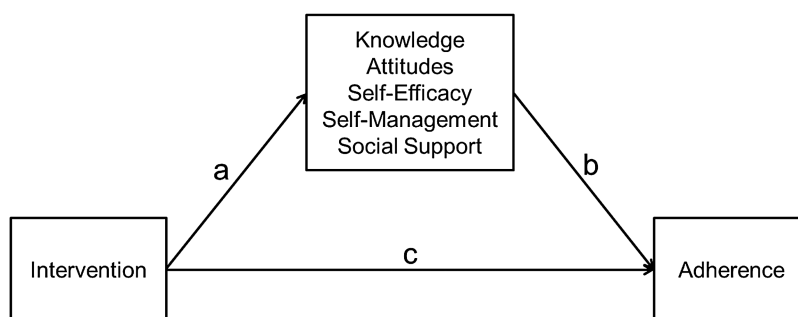 Knowledge
Attitudes
Self-Efficacy
Self-Management
Social Support
a
b
Intervention
c
Adherence